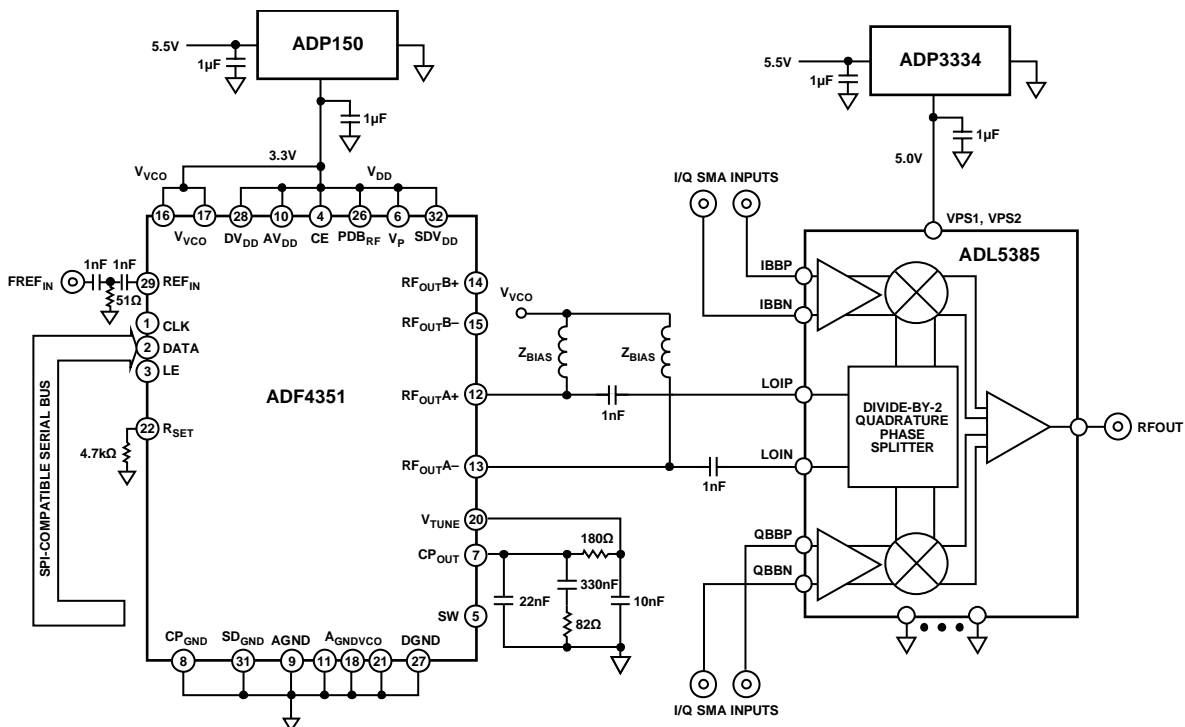 ADP150
5.5V
1µF
1µF
3.3V
VVCO
VDD
16
17
28
10
4
26
6
32
VVCO
DVDD
AVDD
CE
PDBRF
VP
SDVDD
FREFIN
1nF
1nF
51Ω
29
REFIN
1
CLK
2
DATA
3
LE
22
RSET
4.7kΩ
SPI-COMPATIBLE SERIAL BUS
ADF4351
RFOUTB+
14
RFOUTB–
15
RFOUTA+
12
RFOUTA–
13
VTUNE
20
CPOUT
7
SW
5
CPGND
SDGND
AGND
AGNDVCO
DGND
8
31
9
11
18
21
27
VVCO
ZBIAS
ZBIAS
1nF
1nF
180Ω
22nF
330nF
82Ω
10nF
ADP3334
5.5V
1µF
1µF
5.0V
I/Q SMA INPUTS
VPS1, VPS2
ADL5385
IBBP
IBBN
LOIP
LOIN
QBBP
QBBN
DIVIDE-BY-2
QUADRATURE
PHASE
SPLITTER
RFOUT
I/Q SMA INPUTS